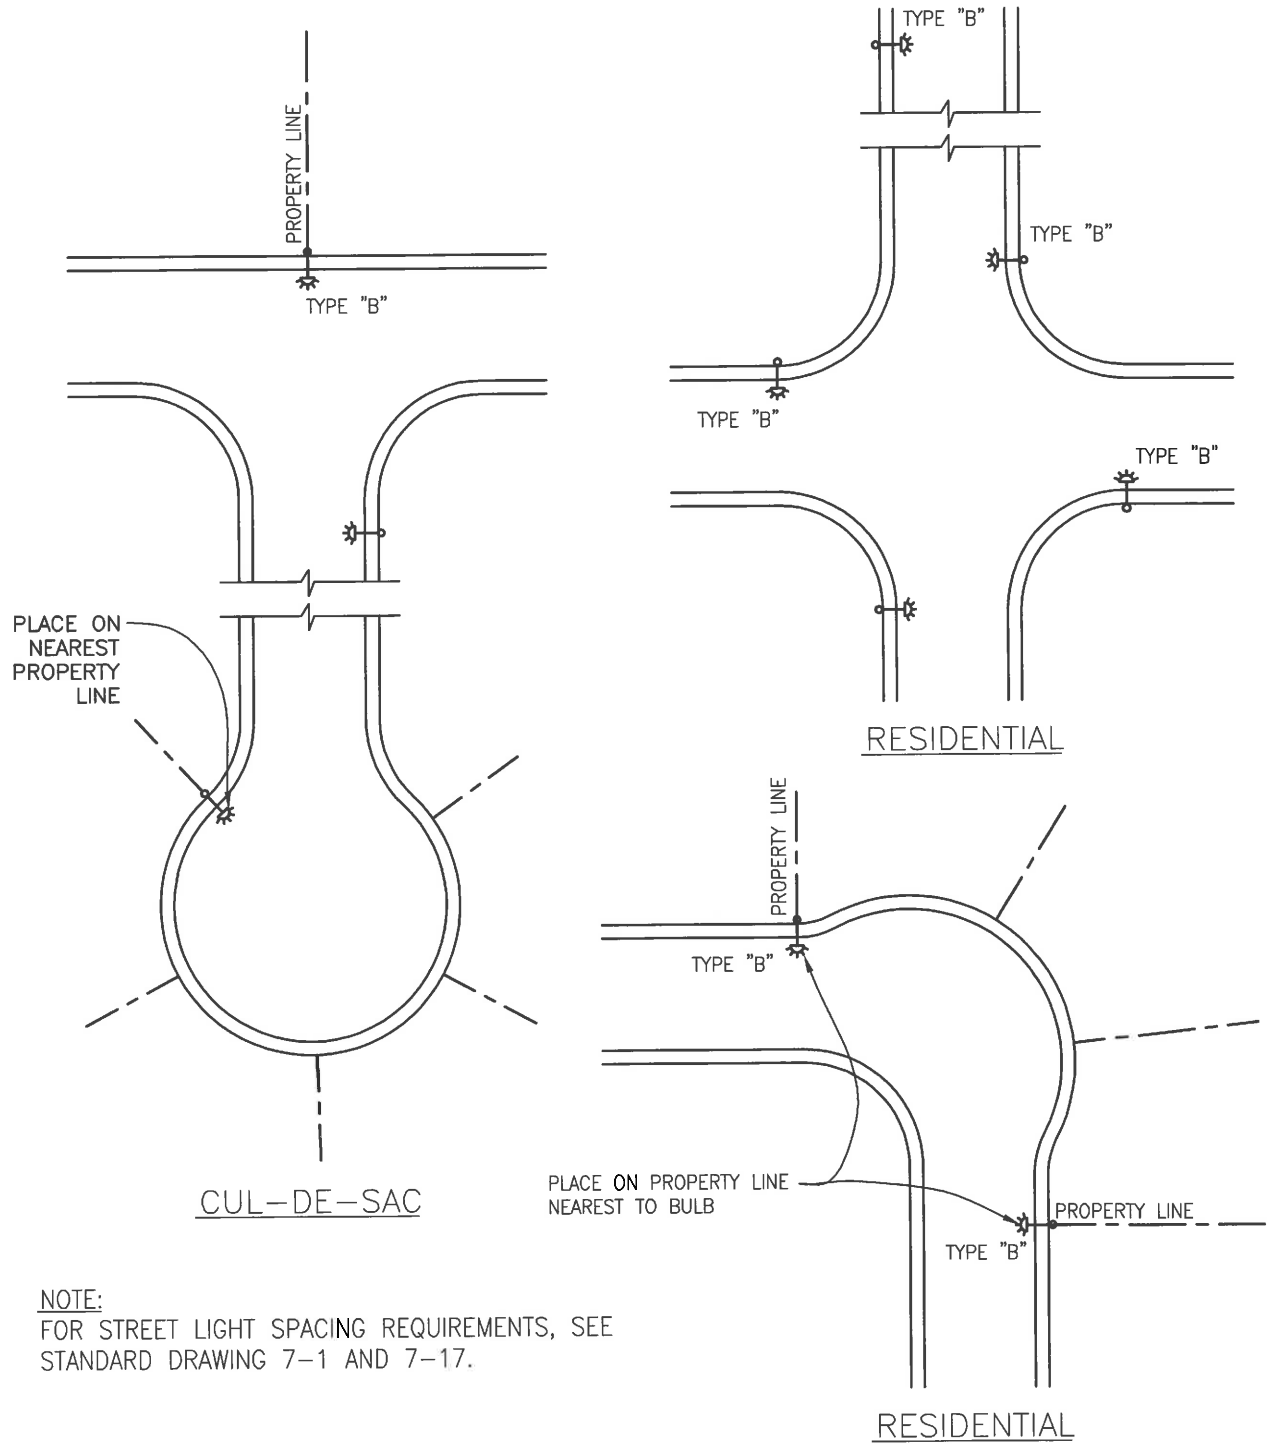 PROPERTY LINE
TYPE "B"
PLACE ON
NEAREST
PROPERTY
LINE
CUL-DE-SAC
TYPE "B"
TYPE "B"
TYPE "B"
TYPE "B"
RESIDENTIAL
PROPERTY LINE
TYPE "B"
PLACE ON PROPERTY LINE
NEAREST TO BULB
PROPERTY LINE
TYPE "B"
RESIDENTIAL
NOTE:
FOR STREET LIGHT SPACING REQUIREMENTS, SEE
STANDARD DRAWING 7-1 AND 7-17.